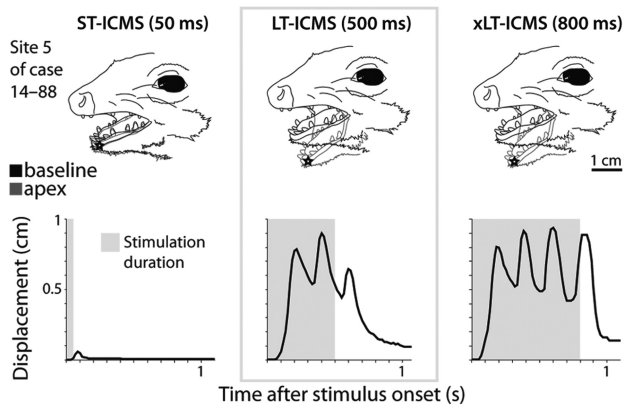 ST-ICMS (50 ms)
LT-ICMS (500 ms)
xLT-ICMS (800 ms)
Site 5
of case
14–88
baseline
apex
1 cm
Displacement (cm)
1
0.5
Stimulation
duration
1
1
1
Time after stimulus onset (s)